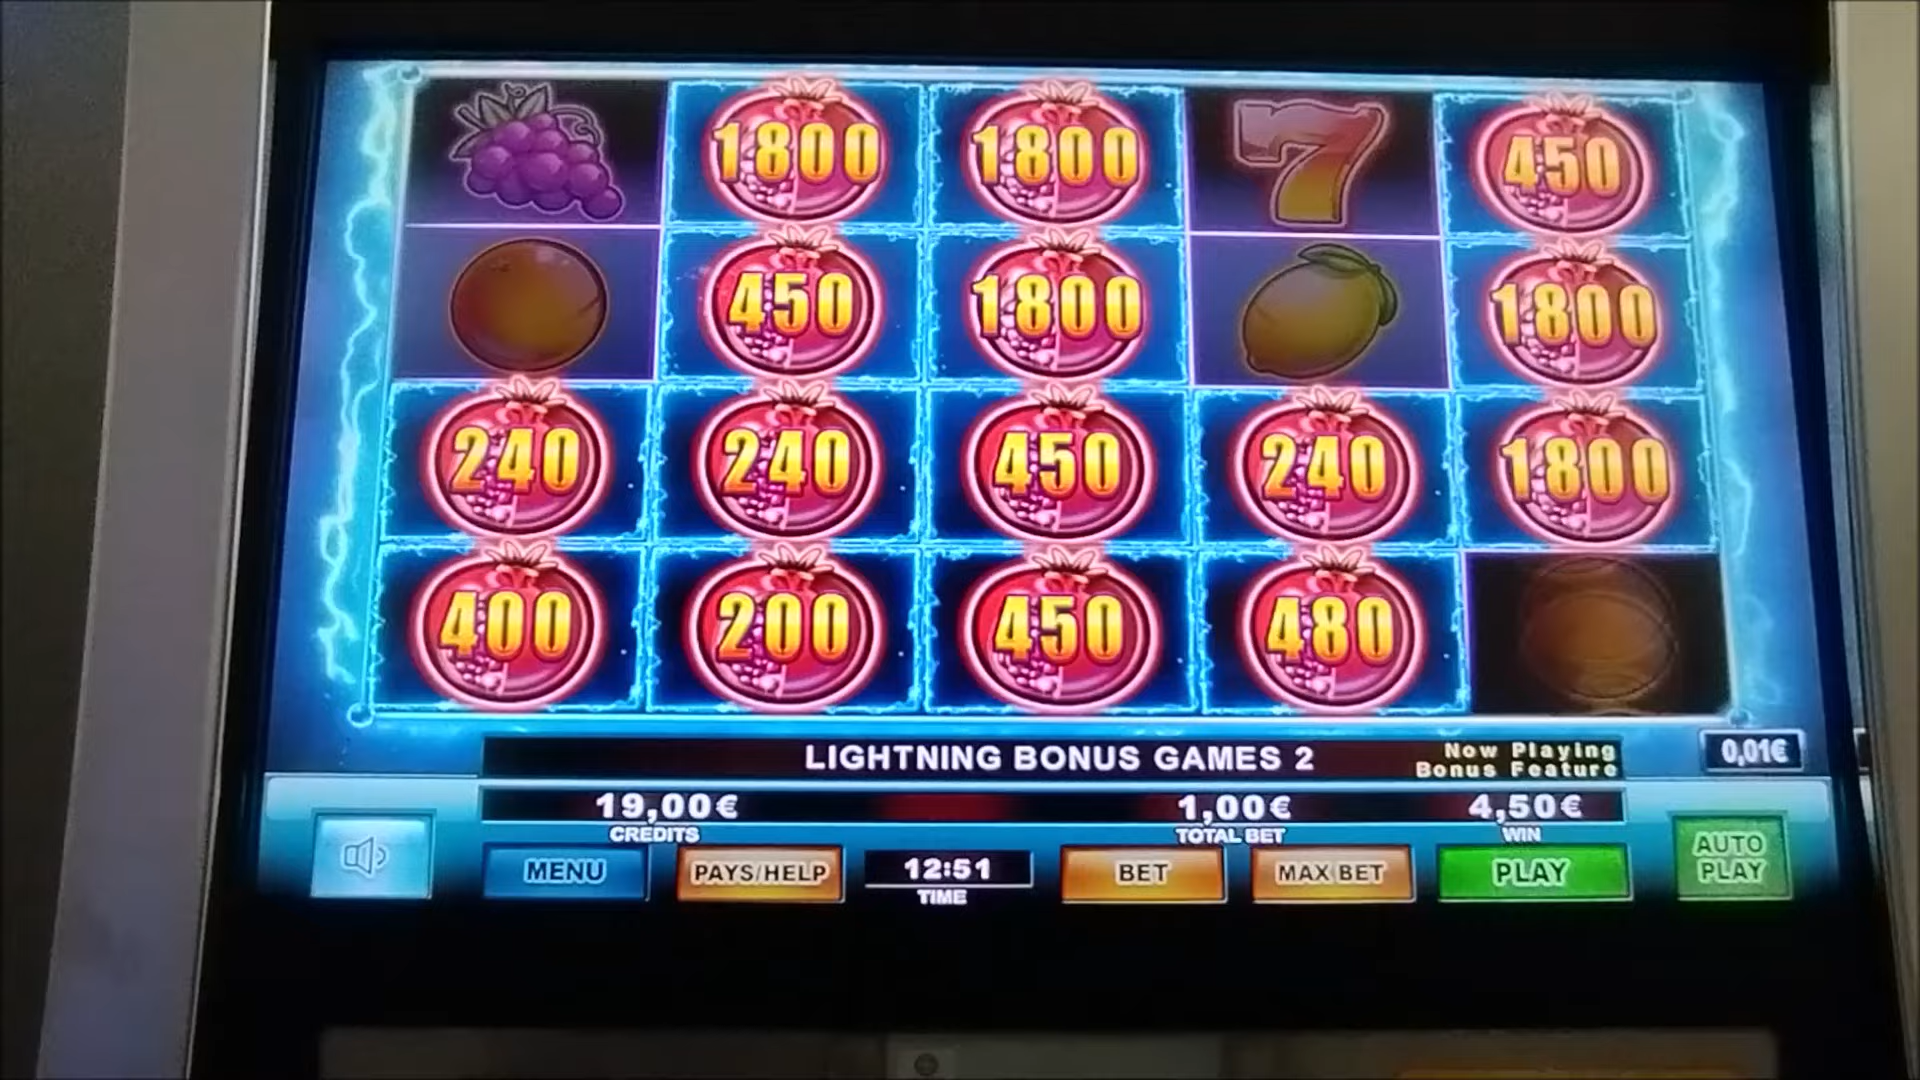 1800 1800 7 450
450 1800 1800
240 240 450 240 1800
400 200 450 480
LIGHTNING BONUS GAMES 2
Now Playing
Bonus Feature
0,01€
19,00€ 1,00€ 4,50€
CREDITS TOTAL BET WIN
MENU PAYS/HELP 12:51 BET MAX BET PLAY
TIME
AUTO
PLAY